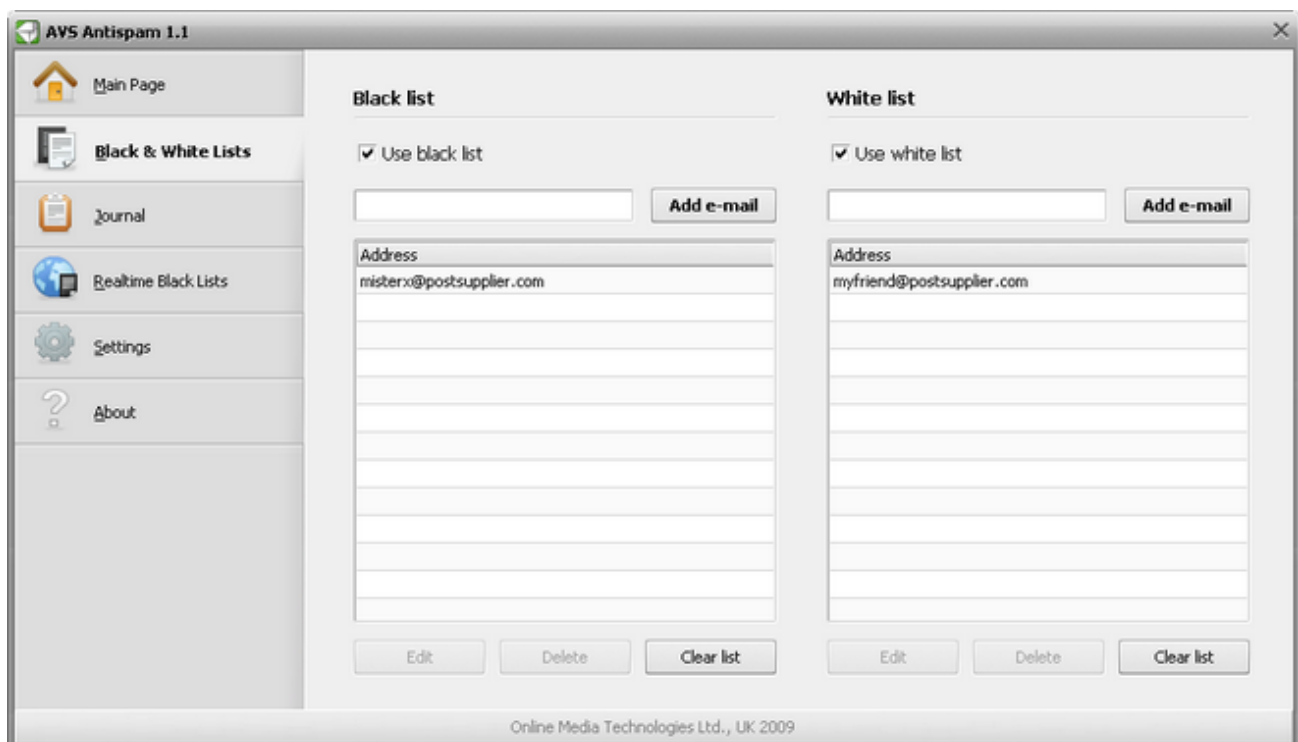 AVS Antispam 1.1
Main Page
Black & White Lists
Journal
Realtime Black Lists
Settings
About
Black list
Use black list
Add e-mail
Address
misterx@postsupplier.com
Edit Delete Clear list
White list
Use white list
Add e-mail
Address
myfriend@postsupplier.com
Edit Delete Clear list
Online Media Technologies Ltd., UK 2009